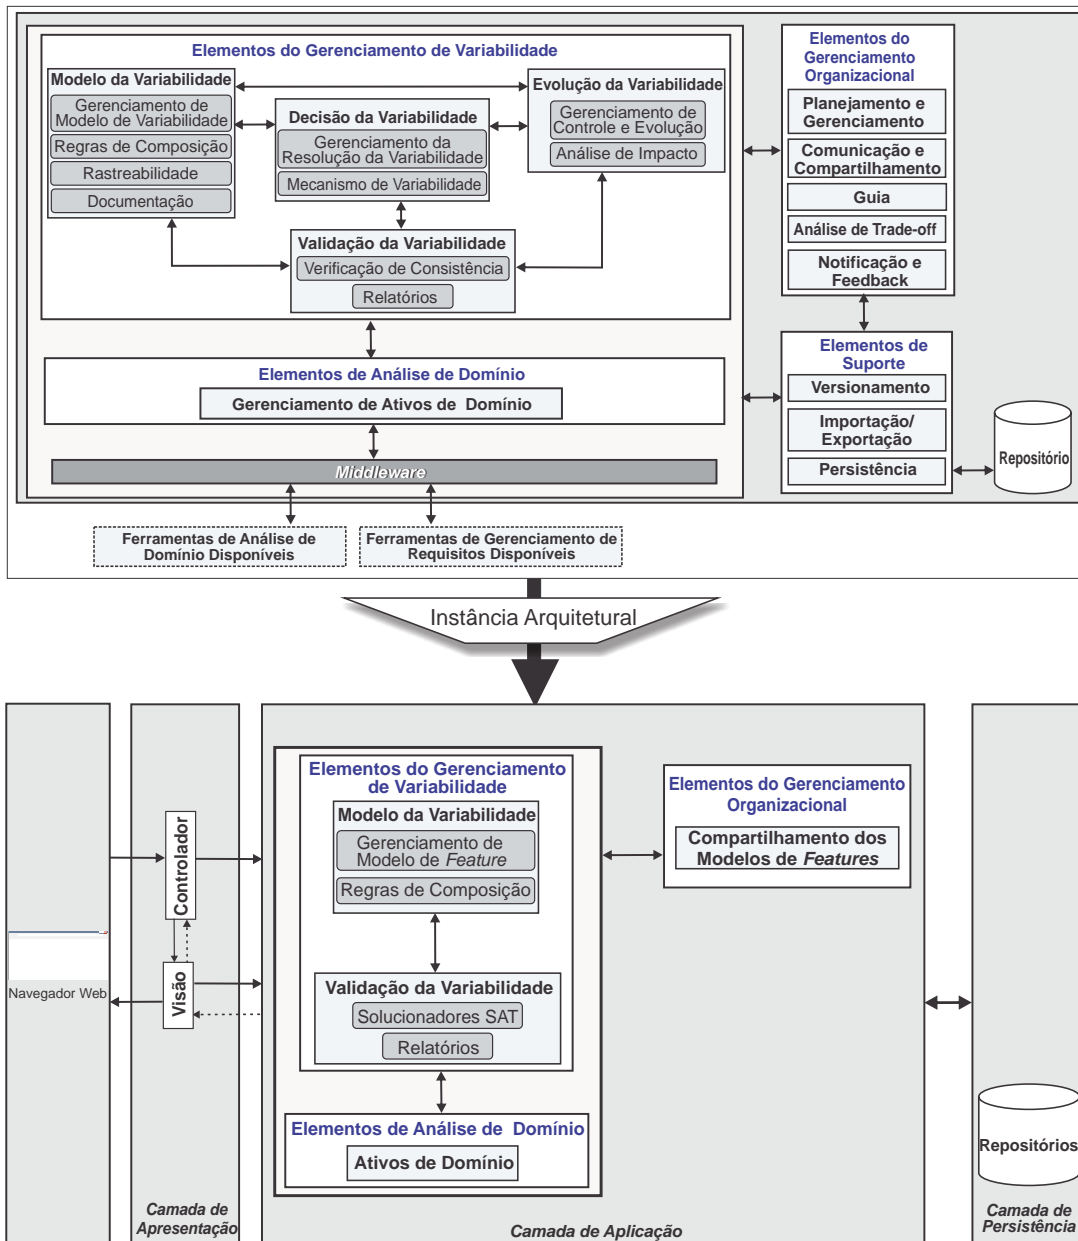 Elementos do Gerenciamento de Variabilidade
Modelo da Variabilidade
Gerenciamento de
Modelo de Variabilidade
Regras de Composição
Rastreabilidade
Documentação
Decisão da Variabilidade
Gerenciamento da
Resolução da Variabilidade
Mecanismo de Variabilidade
Evolução da Variabilidade
Gerenciamento de
Controle e Evolução
Análise de Impacto
Validação da Variabilidade
Verificação de Consistência
Relatórios
Elementos de Análise de Domínio
Gerenciamento de Ativos de Domínio
Middleware
Ferramentas de Análise de
Domínio Disponíveis
Ferramentas de Gerenciamento de
Requisitos Disponíveis
Elementos do
Gerenciamento
Organizacional
Planejamento e
Gerenciamento
Comunicação e
Compartilhamento
Guia
Análise de Trade-off
Notificação e
Feedback
Elementos de
Suporte
Versionamento
Importação/
Exportação
Persistência
Repositório
Instância Arquitetural
Navegador Web
Controlador
Visão
Camada de
Apresentação
Elementos do Gerenciamento
de Variabilidade
Modelo da Variabilidade
Gerenciamento de
Modelo de Feature
Regras de Composição
Validação da Variabilidade
Solucionadores SAT
Relatórios
Elementos de Análise de Domínio
Ativos de Domínio
Elementos do Gerenciamento
Organizacional
Compartilhamento dos
Modelos de Features
Camada de Aplicação
Repositórios
Camada de
Persistência